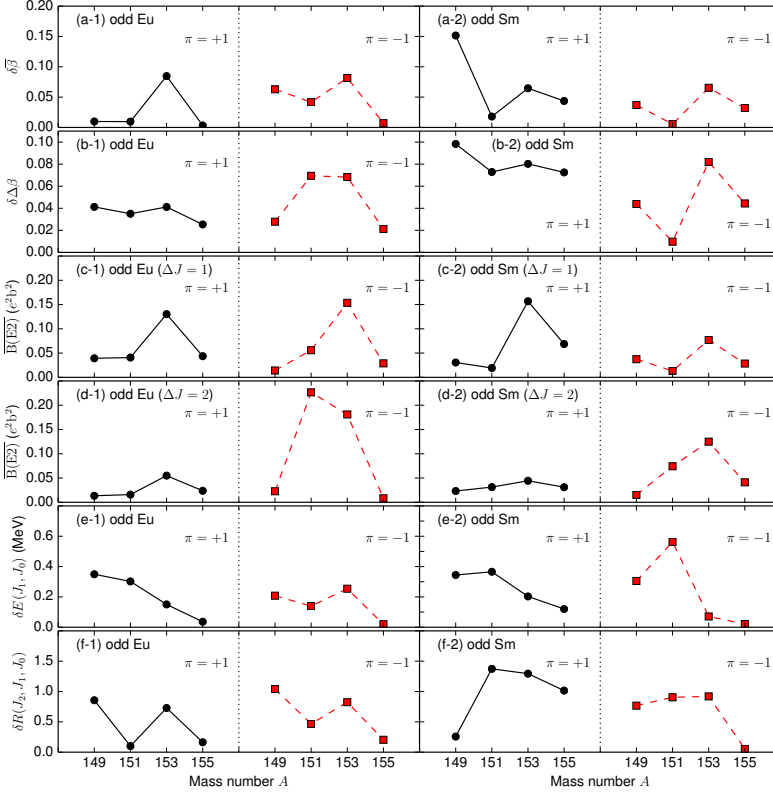 (a-1) odd Eu
(a-2) odd Sm
π = +1 π = −1 π = +1 π = −1
0.20
0.15
0.10
0.05
0.00
δβ̅
(b-1) odd Eu
(b-2) odd Sm
π = +1 π = −1 π = +1 π = −1
0.10
0.08
0.06
0.04
0.02
0.00
δΔβ
(c-1) odd Eu (ΔJ = 1)
(c-2) odd Sm (ΔJ = 1)
π = +1 π = −1 π = +1 π = −1
0.20
0.15
0.10
0.05
0.00
B(E2) (e²b²)
(d-1) odd Eu (ΔJ = 2)
(d-2) odd Sm (ΔJ = 2)
π = +1 π = −1 π = +1 π = −1
0.20
0.15
0.10
0.05
0.00
B(E2) (e²b²)
(e-1) odd Eu
(e-2) odd Sm
π = +1 π = −1 π = +1 π = −1
0.6
0.4
0.2
0.0
δE(J₁, J₀) (MeV)
(f-1) odd Eu
(f-2) odd Sm
π = +1 π = −1 π = +1 π = −1
1.5
1.0
0.5
0.0
δR(J₂, J₁, J₀)
149 151 153 155 149 151 153 155 149 151 153 155 149 151 153 155
Mass number A Mass number A